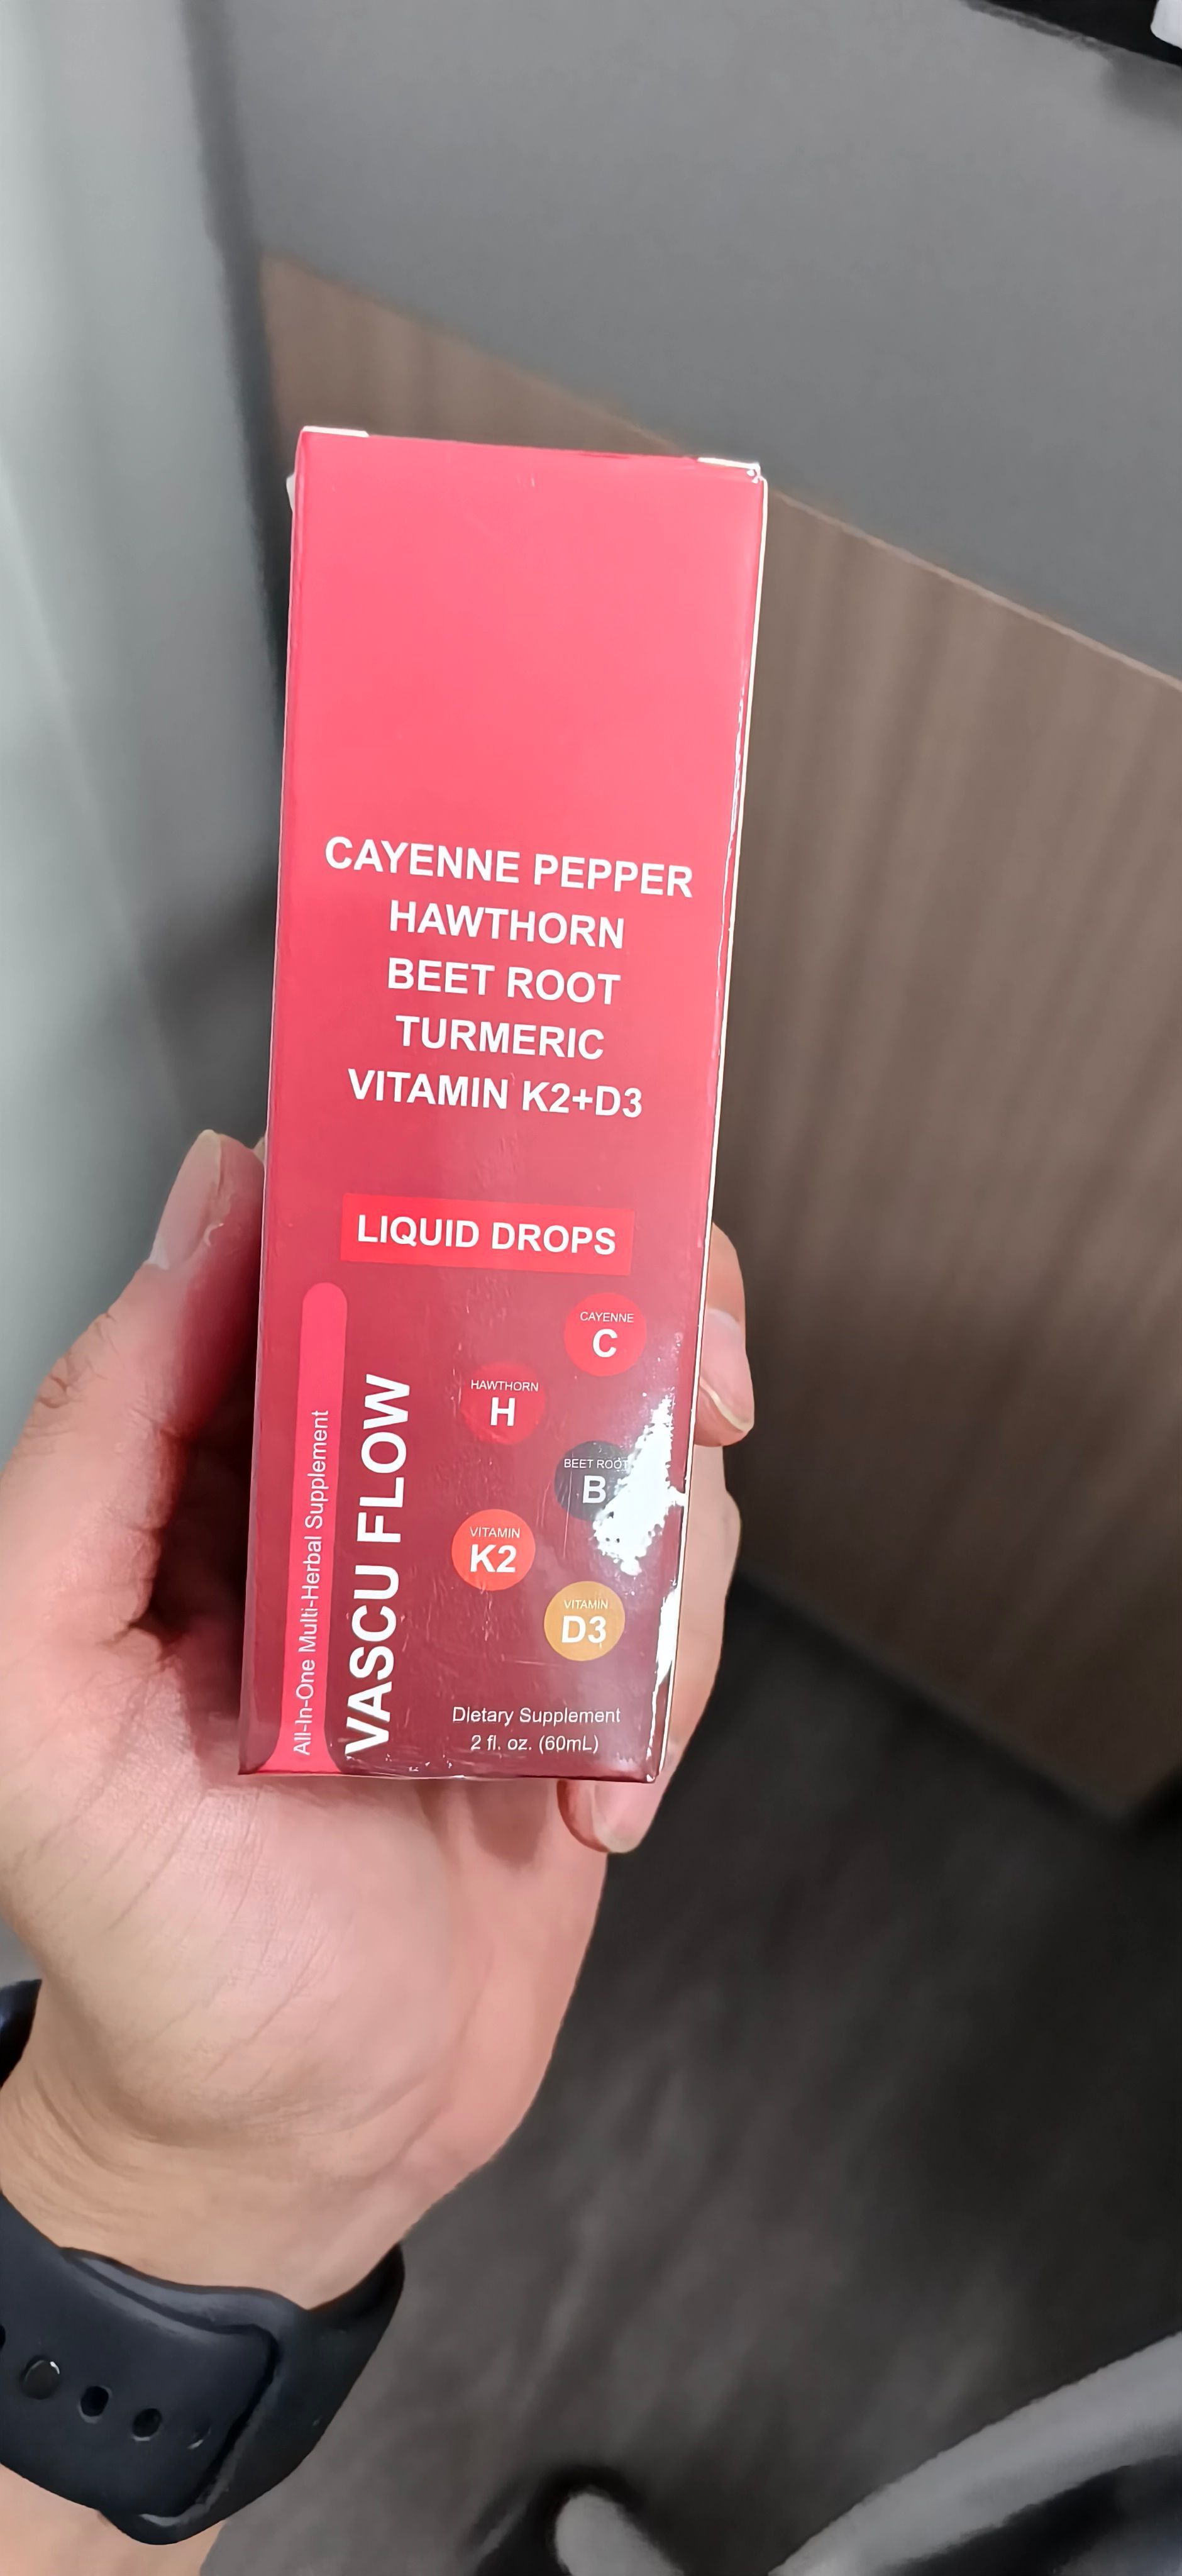 CAYENNE PEPPER
HAWTHORN
BEET ROOT
TURMERIC
VITAMIN K2+D3
LIQUID DROPS
All-In-One Multi-Herbal Supplement
VASCU FLOW
CAYENNE
C
HAWTHORN
H
BEET ROOT
B
VITAMIN
K2
VITAMIN
D3
Dietary Supplement
2 fl. oz. (60mL)